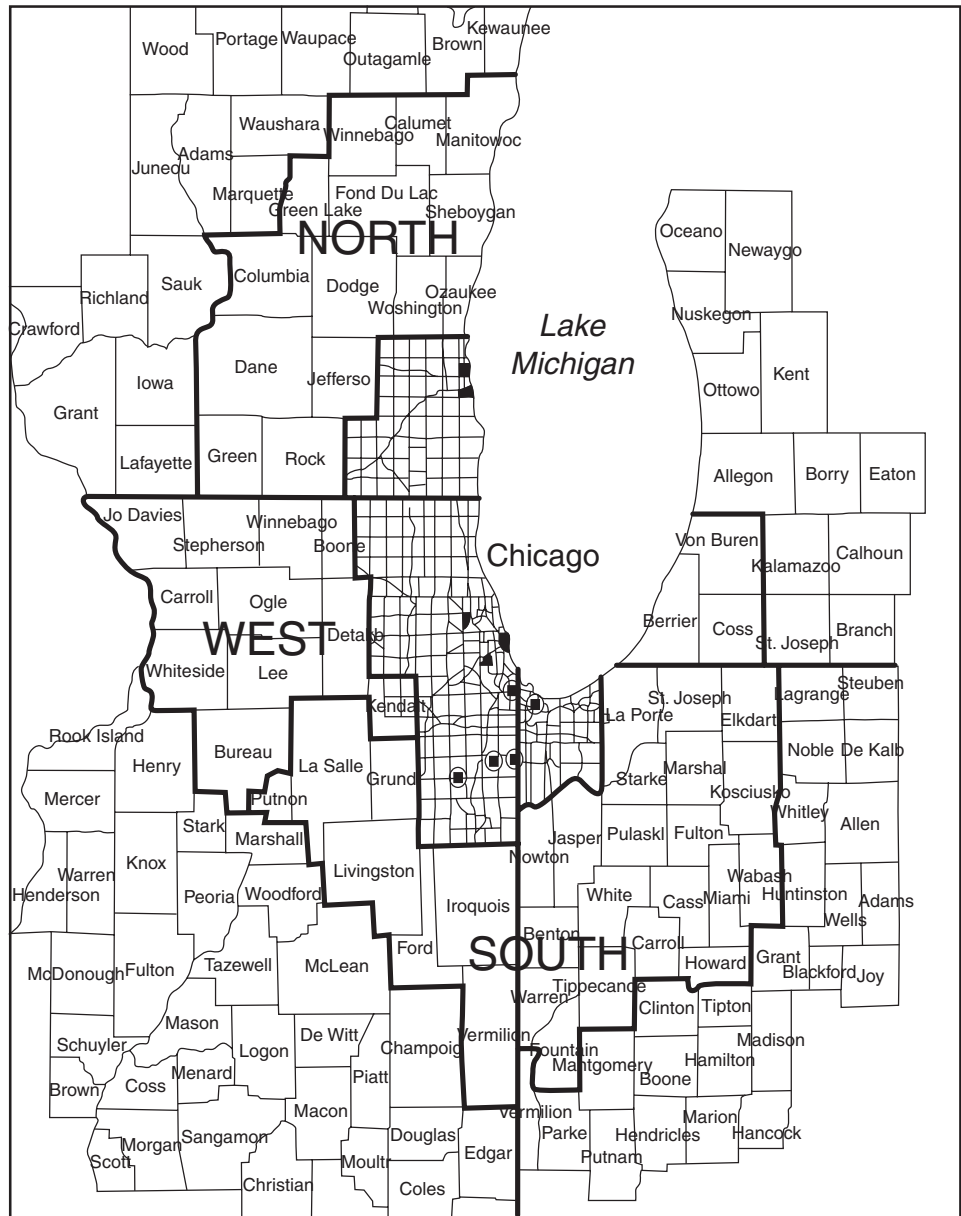 Kewaunee
Wood
Portage
Waupace
Outagamle
Brown
Waushara
Winnebago
Calumet
Manitowoc
Adams
Juneou
Marquette
Green Lake
Fond Du Lac
Sheboygan
NORTH
Oceano
Newaygo
Richland
Sauk
Columbia
Dodge
Woshington
Ozaukee
Crawford
Nuskegon
Lake
Michigan
Grant
Iowa
Dane
Jefferso
Ottowo
Kent
Lafayette
Green
Rock
Allegon
Borry
Eaton
Jo Davies
Stepherson
Winnebago
Boone
Chicago
Von Buren
Kalamazoo
Calhoun
Carroll
Ogle
WEST
Detakb
Berrier
Coss
St. Joseph
Branch
Whiteside
Lee
Kendart
La Porte
St. Joseph
Elkdart
Lagrange
Steuben
Rook Island
Henry
Bureau
La Salle
Grund
Starke
Marshal
Kosciusko
Noble
De Kalb
Mercer
Putnon
Whitley
Allen
Stark
Marshall
Nowton
Jasper
Pulaskl
Fulton
Henderson
Warren
Knox
Peoria
Woodford
Livingston
Iroquois
White
Cass
Miami
Wabash
Huntinston
Wells
Adams
McDonough
Fulton
Tazewell
McLean
Ford
SOUTH
Benton
Carroll
Howard
Grant
Blackford
Joy
Warren
Tippecanoe
Clinton
Tipton
Madison
Schuyler
Mason
Logon
De Witt
Champoig
Vermilion
Fountain
Mantgomery
Boone
Hamilton
Brown
Coss
Menard
Piatt
Macon
Vermilion
Parke
Putnam
Hendricles
Marion
Hancock
Scott
Morgan
Sangamon
Christian
Moultr
Douglas
Coles
Edgar